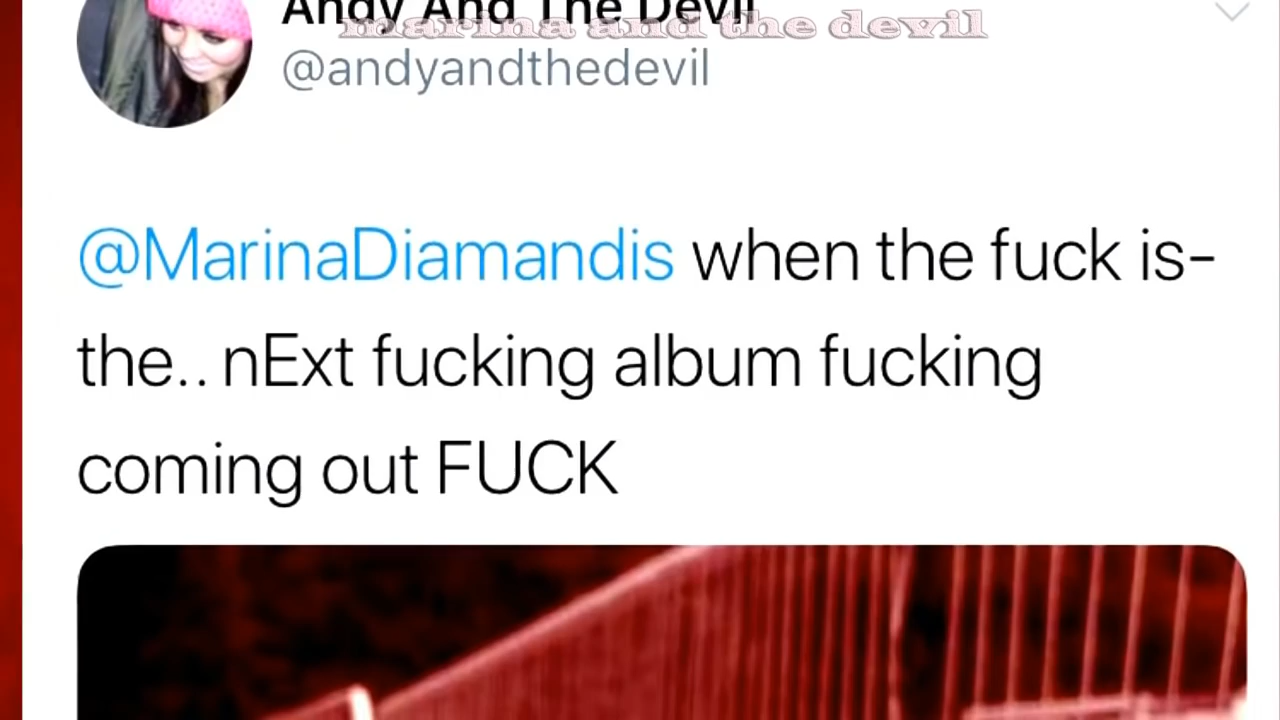 Andy And The Devil
marina and the devil
@andyandthedevil
@MarinaDiamandis when the fuck is-
the.. nExt fucking album fucking
coming out FUCK